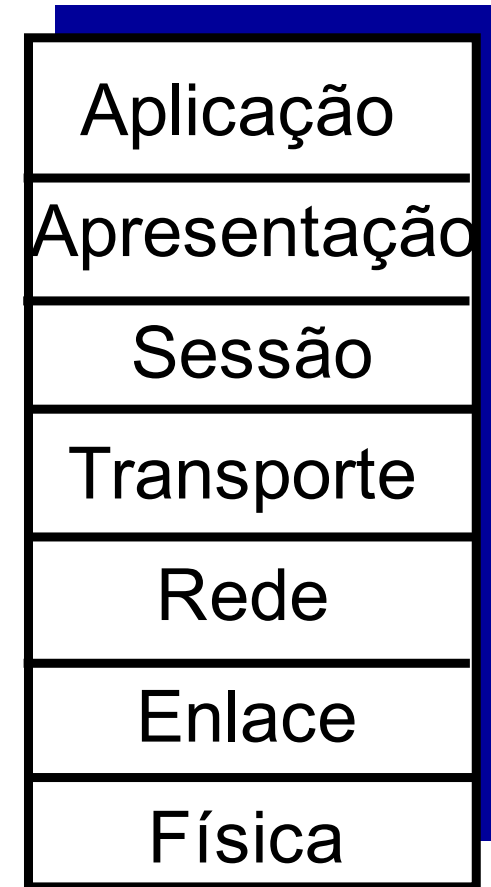 Aplicação
Apresentação
Sessão
Transporte
Rede
Enlace
Física